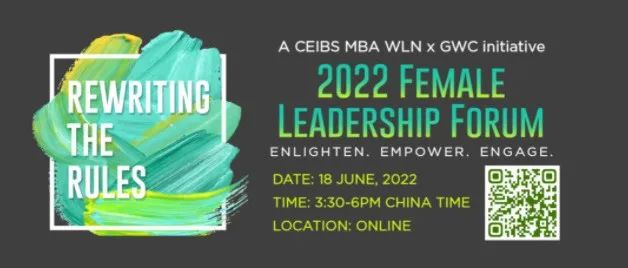 REWRITING
THE
RULES
A CEIBS MBA WLN x GWC initiative
2022 FEMALE
LEADERSHIP FORUM
ENLIGHTEN. EMPOWER. ENGAGE.
DATE: 18 JUNE, 2022
TIME: 3:30-6PM CHINA TIME
LOCATION: ONLINE